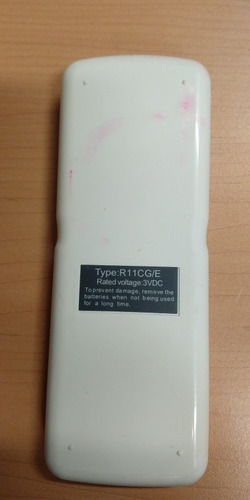 Type:R11CG/E
Rated voltage:3VDC
To prevent damage, remove the
batteries when not being used
for a long time.